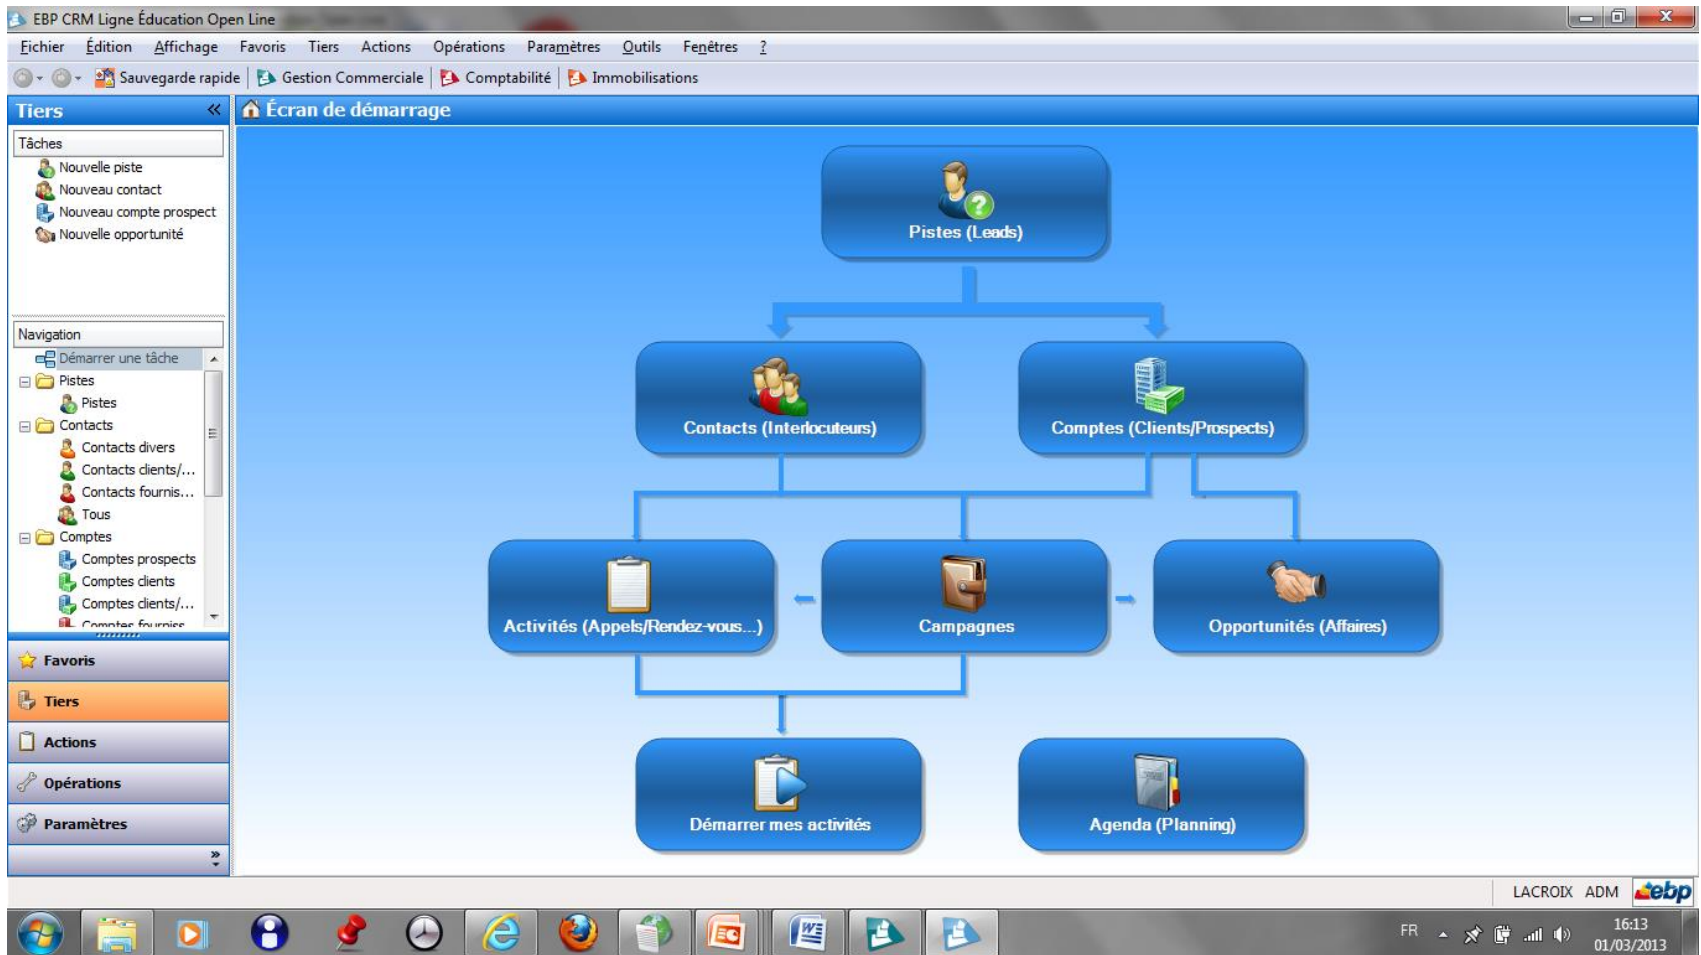 EBP CRM Ligne Éducation Open Line
Fichier Édition Affichage Favoris Tiers Actions Opérations Paramètres Outils Fenêtres ?
Sauvegarde rapide Gestion Commerciale Comptabilité Immobilisations
Tiers
Écran de démarrage
Tâches
Nouvelle piste
Nouveau contact
Nouveau compte prospect
Nouvelle opportunité
Navigation
Démarrer une tâche
Pistes
Pistes
Contacts
Contacts divers
Contacts clients/...
Contacts fournis...
Tous
Comptes
Comptes prospects
Comptes clients
Comptes clients/...
Comptes fourniss
Favoris
Tiers
Actions
Opérations
Paramètres
Pistes (Leads)
Contacts (Interlocuteurs)
Comptes (Clients/Prospects)
Activités (Appels/Rendez-vous...)
Campagnes
Opportunités (Affaires)
Démarrer mes activités
Agenda (Planning)
LACROIX ADM ebp
FR
16:13
01/03/2013